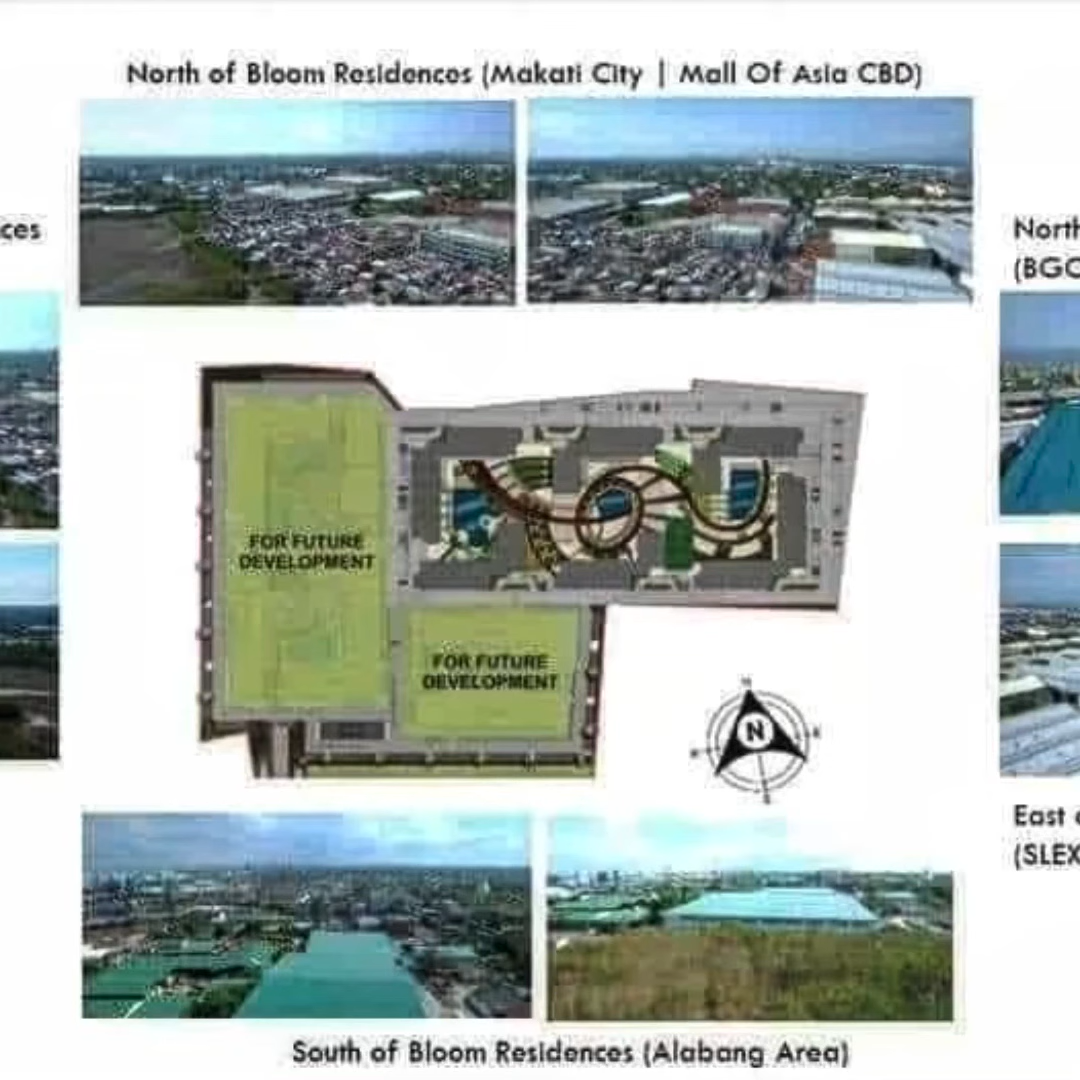 North of Bloom Residences (Makati City | Mall Of Asia CBD)
ces
North
(BGC
FOR FUTURE
DEVELOPMENT
FOR FUTURE
DEVELOPMENT
N
N
East
(SLEX
South of Bloom Residences (Alabang Area)